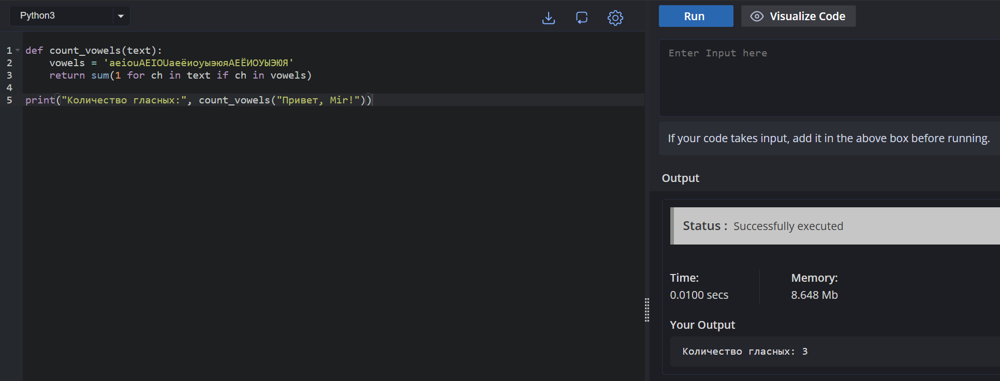 Python3
1 def count_vowels(text):
2     vowels = 'aeiouAEIOUаеёиоуыэюяАЕЁИОУЫЭЮЯ'
3     return sum(1 for ch in text if ch in vowels)
4
5 print("Количество гласных:", count_vowels("Привет, Mir!"))
Run
Visualize Code
Enter Input here
If your code takes input, add it in the above box before running.
Output
Status : Successfully executed
Time: Memory:
0.0100 secs 8.648 Mb
Your Output
Количество гласных: 3